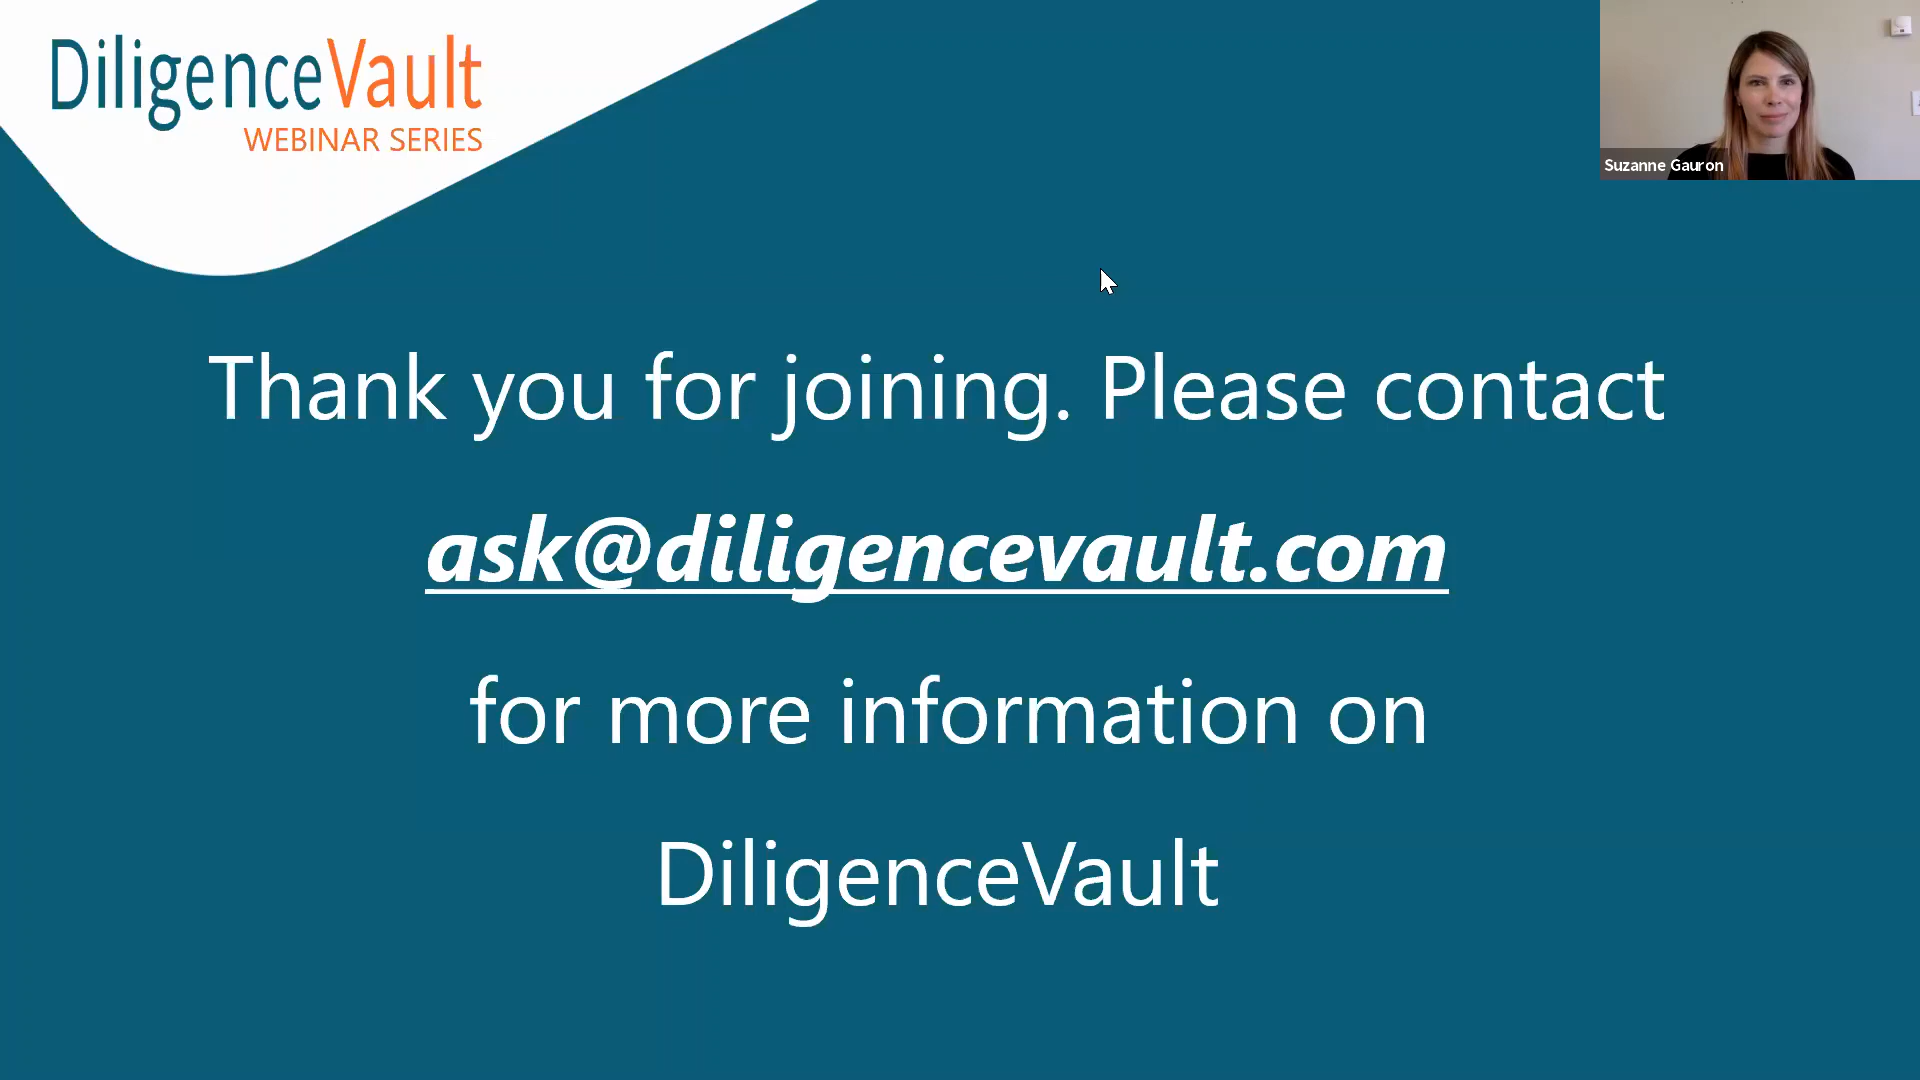 DiligenceVault
WEBINAR SERIES
Suzanne Gauron
Thank you for joining. Please contact
ask@diligencevault.com
for more information on
DiligenceVault